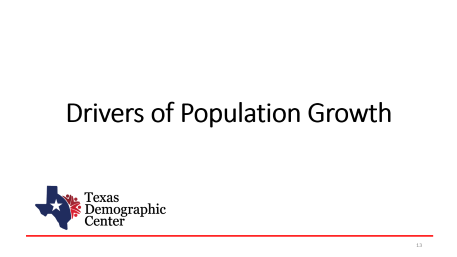 Drivers of Population Growth
Texas
Demographic
Center
13